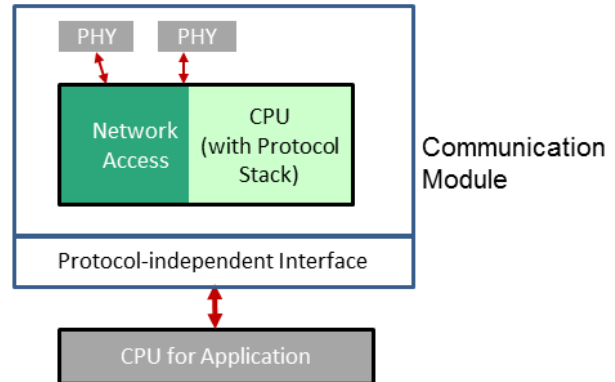 PHY
PHY
Network
Access
CPU
(with Protocol
Stack)
Communication
Module
Protocol-independent Interface
CPU for Application